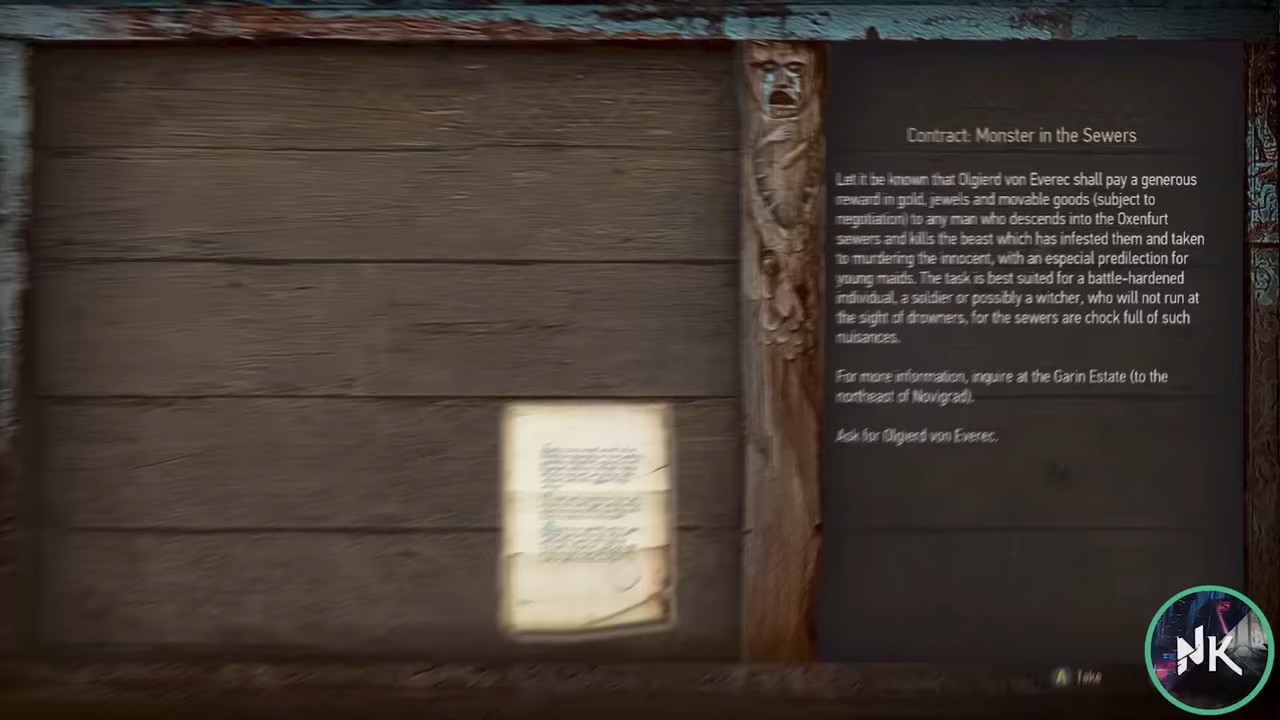 Contract: Monster in the Sewers
Let it be known that Olgierd von Everec shall pay a generous
reward in gold, jewels and movable goods (subject to
negotiation) to any man who descends into the Oxenfurt
sewers and kills the beast which has infested them and taken
to murdering the innocent, with an especial predilection for
young maids. The task is best suited for a battle-hardened
individual, a soldier or possibly a witcher, who will not run at
the sight of drowners, for the sewers are chock full of such
nuisances.
For more information, inquire at the Garin Estate (to the
northeast of Novigrad).
Ask for Olgierd von Everec.
A Take
NK